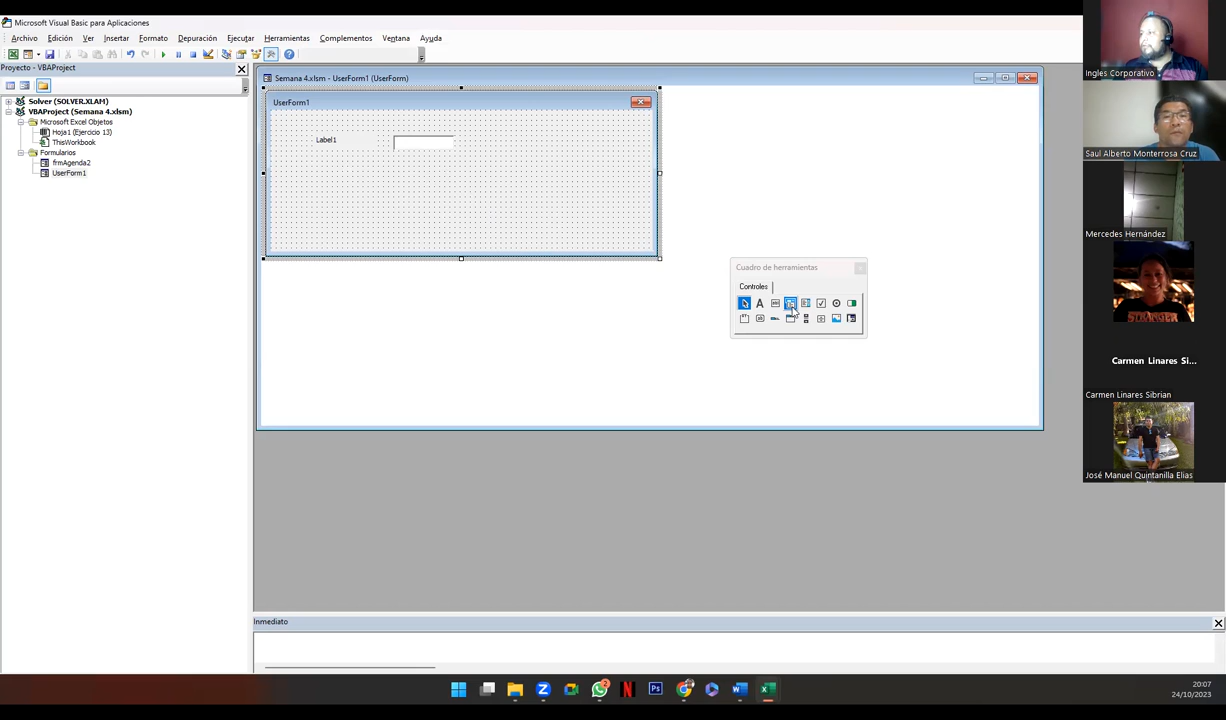 Microsoft Visual Basic para Aplicaciones
Archivo Edición Ver Insertar Formato Depuración Ejecutar Herramientas Complementos Ventana Ayuda
Proyecto - VBAProject
Solver (SOLVER.XLAM)
VBAProject (Semana 4.xlsm)
Microsoft Excel Objetos
Hoja1 (Ejercicio 13)
ThisWorkbook
Formularios
frmAgenda2
UserForm1
Semana 4.xlsm - UserForm1 (UserForm)
UserForm1
Label1
Cuadro de herramientas
Controles
Inmediato
Ingles Corporativo
Saul Alberto Monterrosa Cruz
Mercedes Hernández
STRANGER
Carmen Linares Si...
Carmen Linares Sibrian
José Manuel Quintanilla Elias
2
20:07
24/10/2023